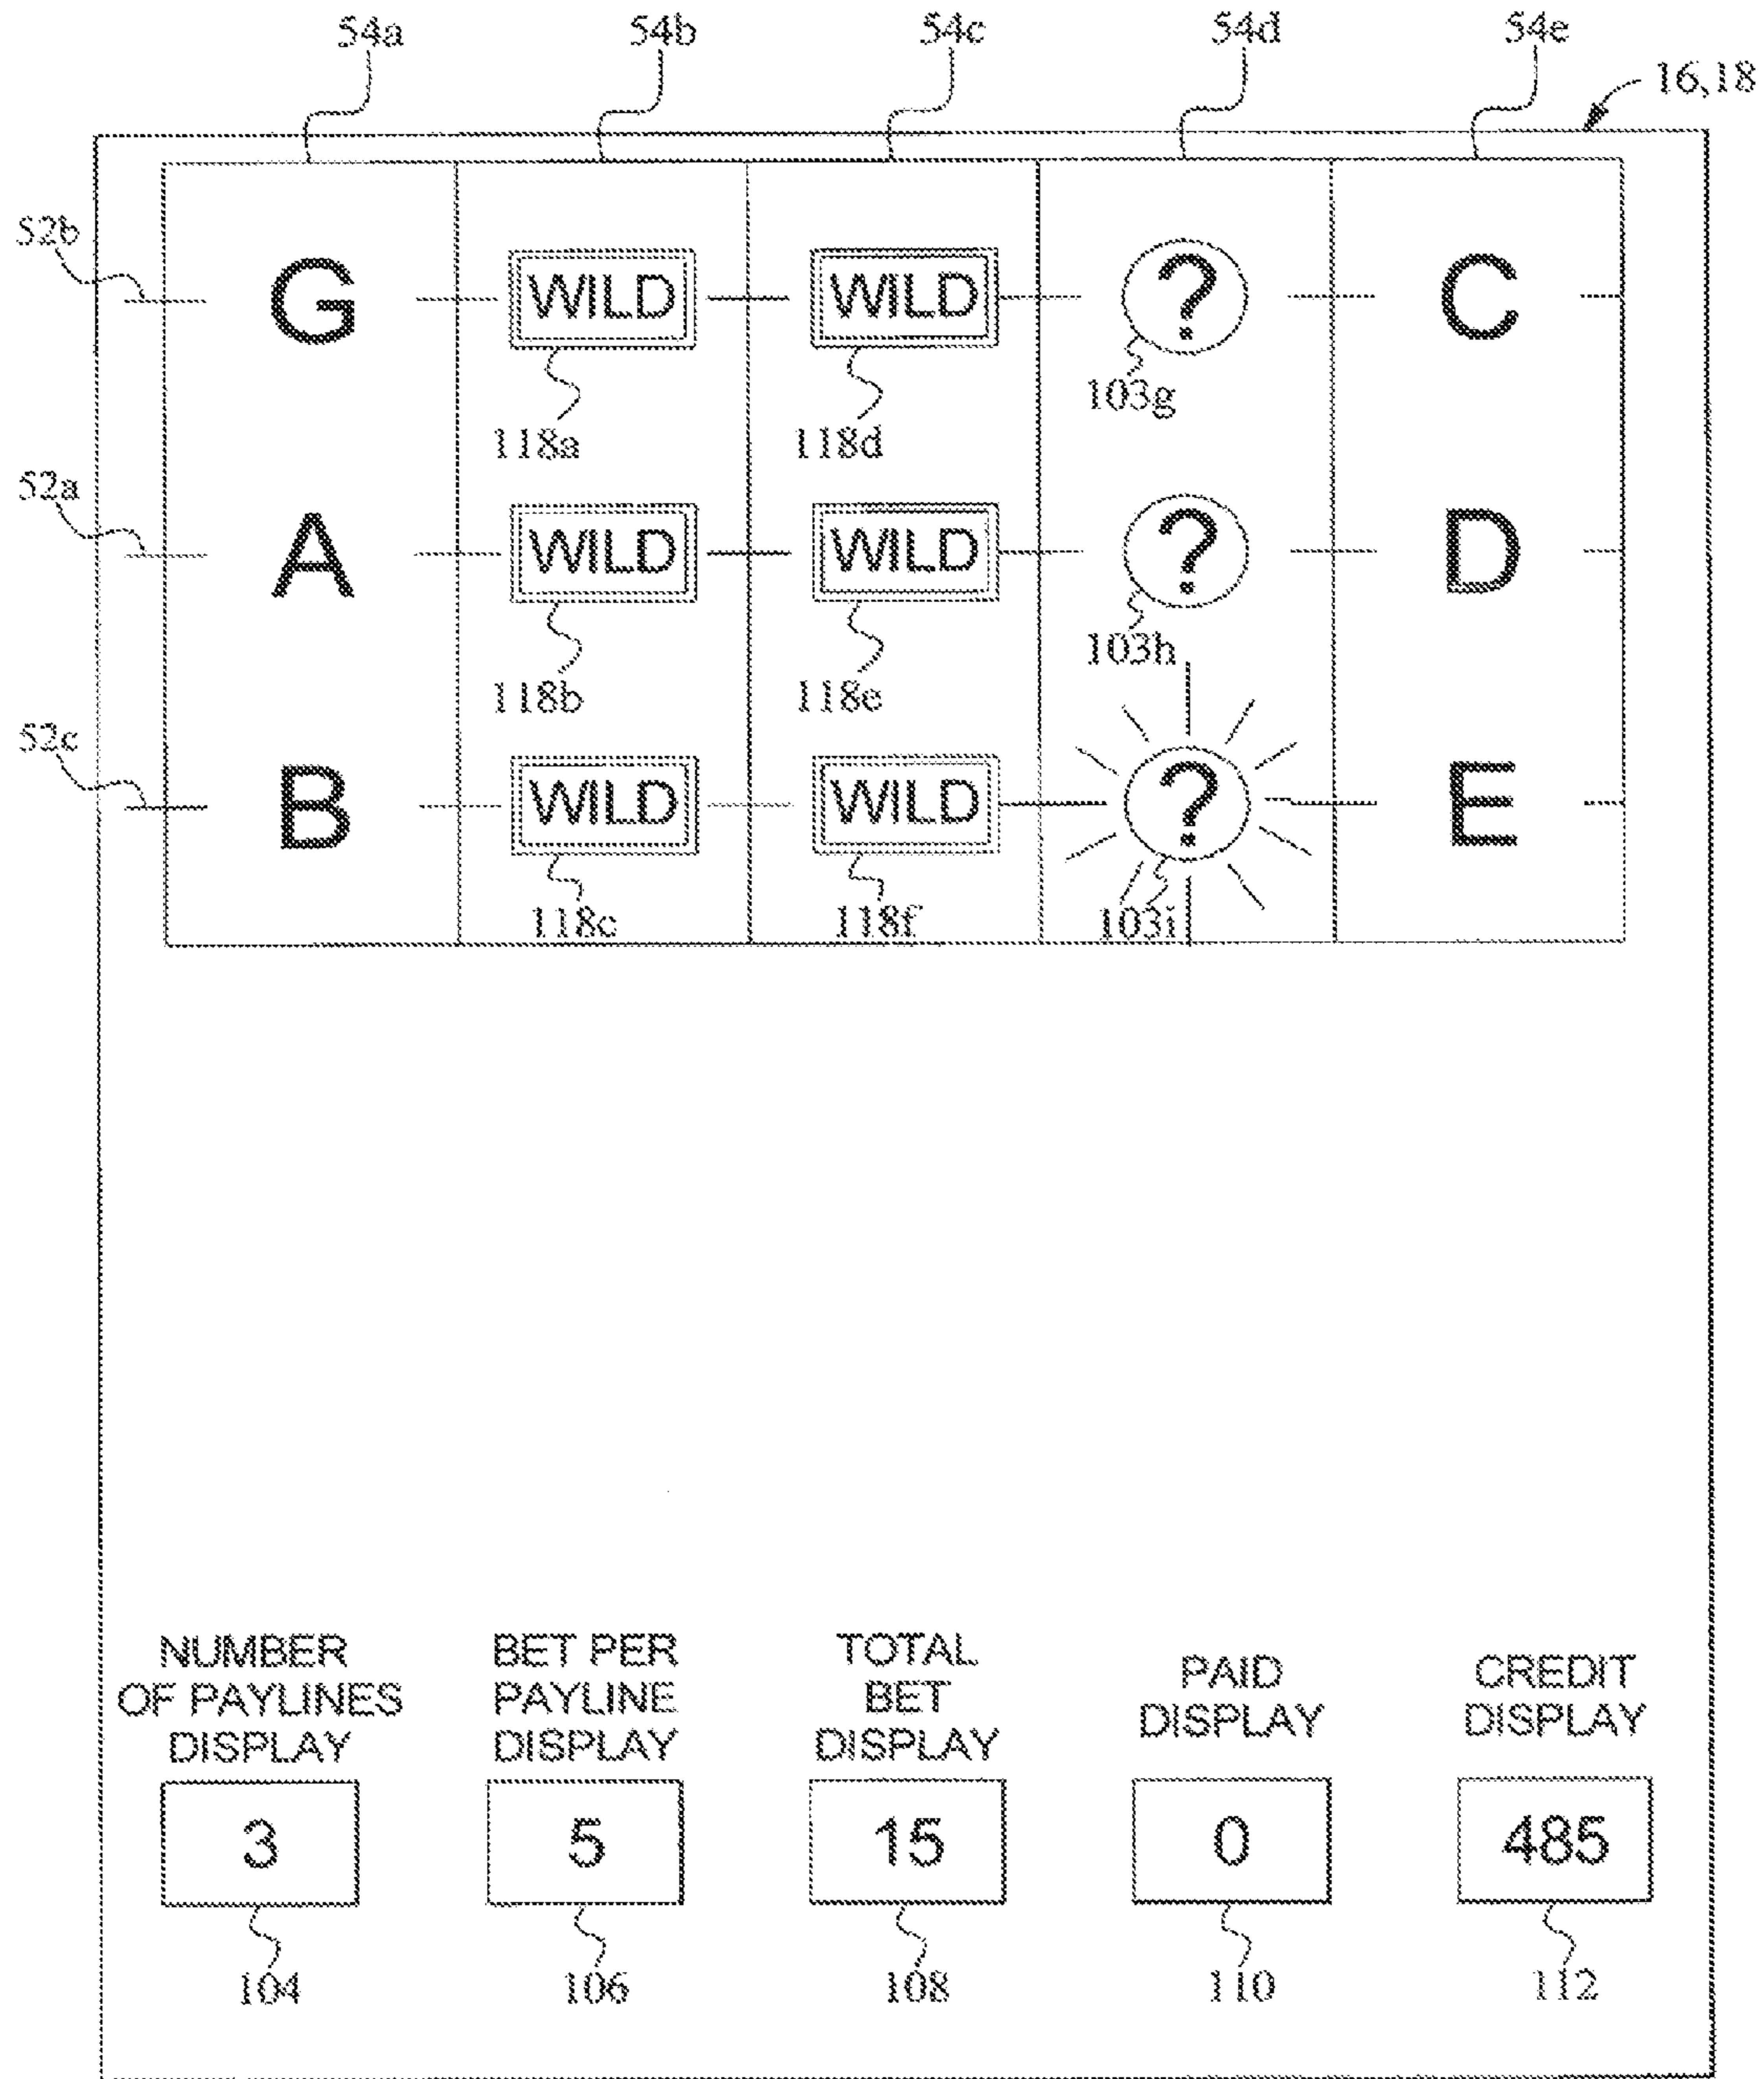 54a 54b 54c 54d 54e
16,18
52b
G WILD WILD ? C
103g
118a 118d
52a
A WILD WILD ? D
103h
118b 118e
52c
B WILD WILD ? E
118c 118f 103i
NUMBER OF PAYLINES DISPLAY
BET PER PAYLINE DISPLAY
TOTAL BET DISPLAY
PAID DISPLAY
CREDIT DISPLAY
3 5 15 0 485
104 106 108 110 112